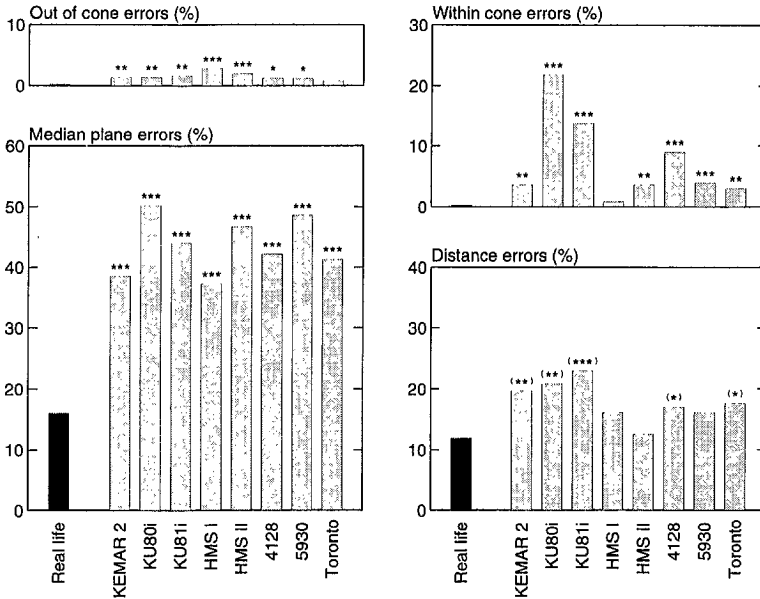 Out of cone errors (%)
10
0
** ** ** *** *** * *
Median plane errors (%)
60
50
40
30
20
10
0
*** *** *** *** *** *** *** ***
Real life
KEMAR 2
KU80i
KU81i
HMS I
HMS II
4128
5930
Toronto
Within cone errors (%)
30
20
10
0
** *** *** ** *** *** **
Distance errors (%)
40
30
20
10
0
(**) (**) (***) (*) (*)
Real life
KEMAR 2
KU80i
KU81i
HMS I
HMS II
4128
5930
Toronto